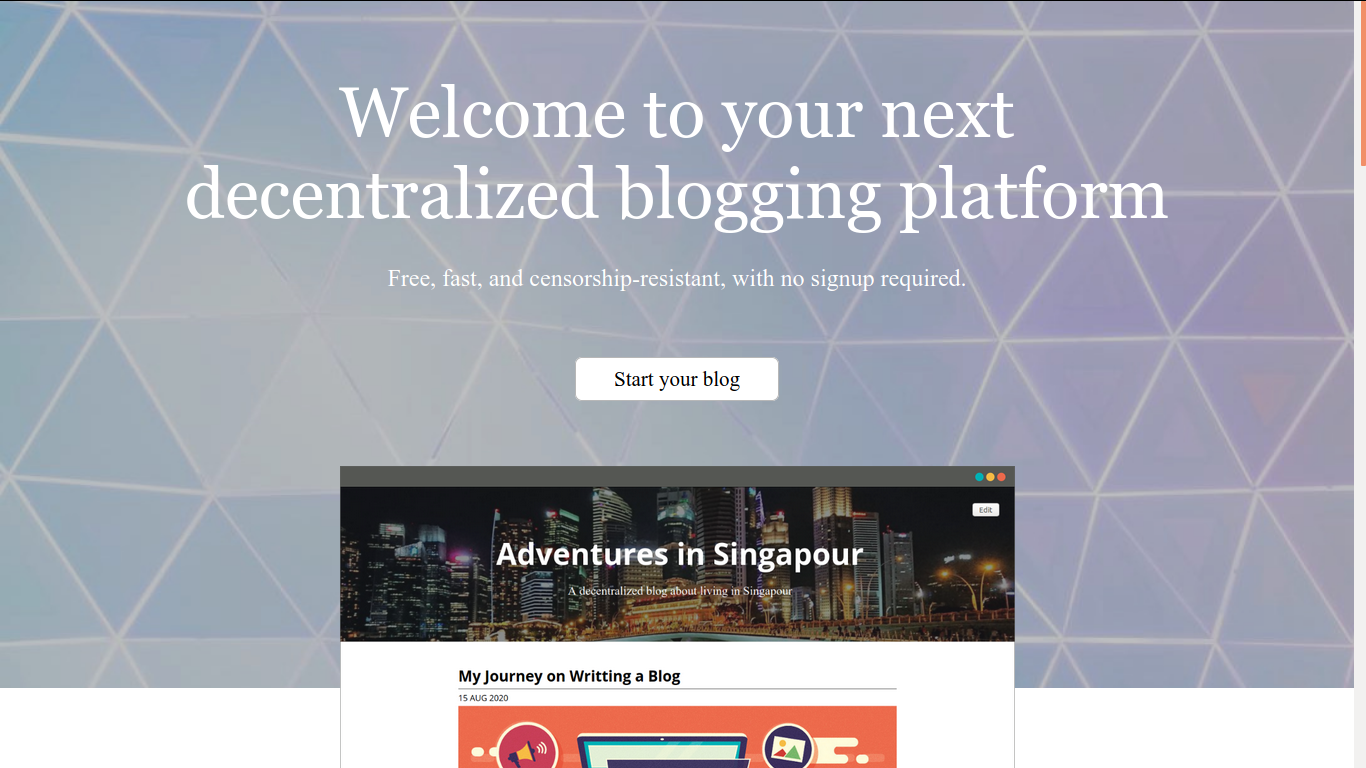 Welcome to your next
decentralized blogging platform
Free, fast, and censorship-resistant, with no signup required.
Start your blog
Edit
Adventures in Singapour
A decentralized blog about living in Singapour
My Journey on Writting a Blog
15 AUG 2020